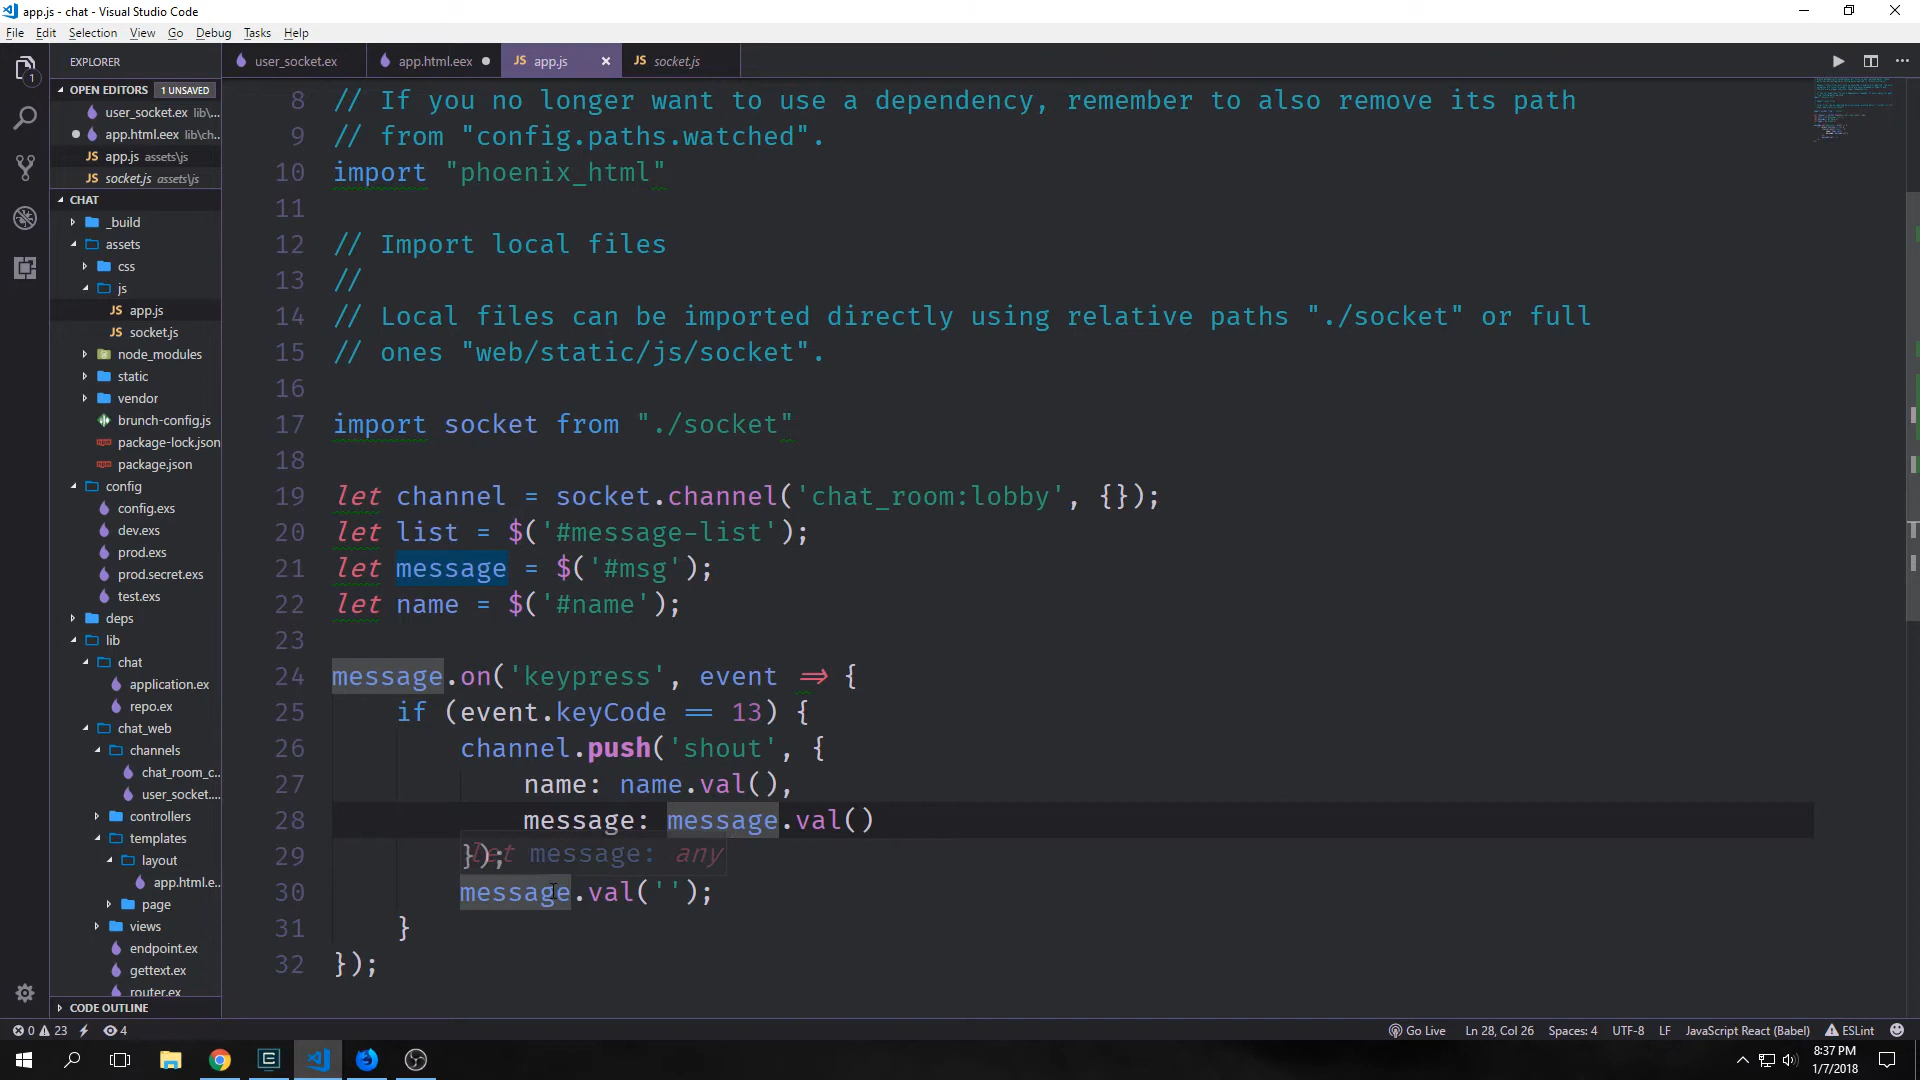 app.js - chat - Visual Studio Code
File Edit Selection View Go Debug Tasks Help
EXPLORER
OPEN EDITORS 1 UNSAVED
user_socket.ex lib\...
app.html.eex lib\ch...
JS app.js assets\js
JS socket.js assets\js
CHAT
_build
assets
css
js
JS app.js
JS socket.js
node_modules
static
vendor
brunch-config.js
package-lock.json
package.json
config
config.exs
dev.exs
prod.exs
prod.secret.exs
test.exs
deps
lib
chat
application.ex
repo.ex
chat_web
channels
chat_room_c...
user_socket....
controllers
templates
layout
app.html.e...
page
views
endpoint.ex
gettext.ex
router.ex
CODE OUTLINE
1
user_socket.ex
app.html.eex
JS app.js
JS socket.js
8 // If you no longer want to use a dependency, remember to also remove its path
9 // from "config.paths.watched".
10 import "phoenix_html"
11
12 // Import local files
13 //
14 // Local files can be imported directly using relative paths "./socket" or full
15 // ones "web/static/js/socket".
16
17 import socket from "./socket"
18
19 let channel = socket.channel('chat_room:lobby', {});
20 let list = $('#message-list');
21 let message = $('#msg');
22 let name = $('#name');
23
24 message.on('keypress', event => {
25 if (event.keyCode == 13) {
26 channel.push('shout', {
27 name: name.val(),
28 message: message.val()
29 });
let message: any
30 message.val('');
31 }
32 });
0 23 4
Go Live Ln 28, Col 26 Spaces: 4 UTF-8 LF JavaScript React (Babel) ESLint
8:37 PM
1/7/2018